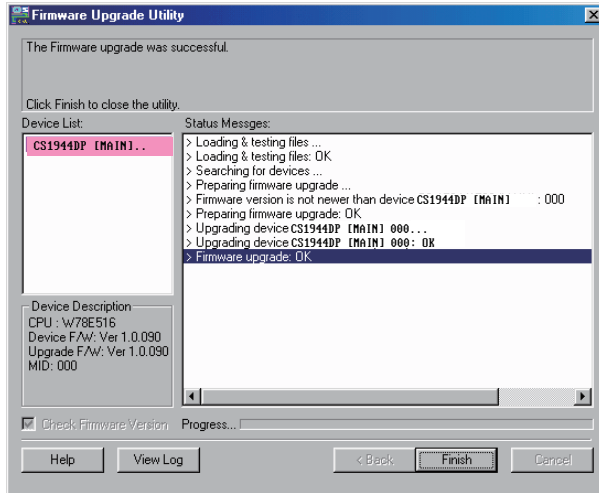 Firmware Upgrade Utility
The Firmware upgrade was successful.
Click Finish to close the utility.
Device List:
CS1944DP [MAIN]..
Status Messges:
> Loading & testing files ...
> Loading & testing files: OK
> Searching for devices ...
> Preparing firmware upgrade ...
> Firmware version is not newer than device CS1944DP [MAIN] : 000
> Preparing firmware upgrade: OK
> Upgrading device CS1944DP [MAIN] 000...
> Upgrading device CS1944DP [MAIN] 000: OK
> Firmware upgrade: OK
Device Description
CPU : W78E516
Device F/W: Ver 1.0.090
Upgrade F/W: Ver 1.0.090
MID: 000
Check Firmware Version
Progress...
Help
View Log
< Back
Finish
Cancel